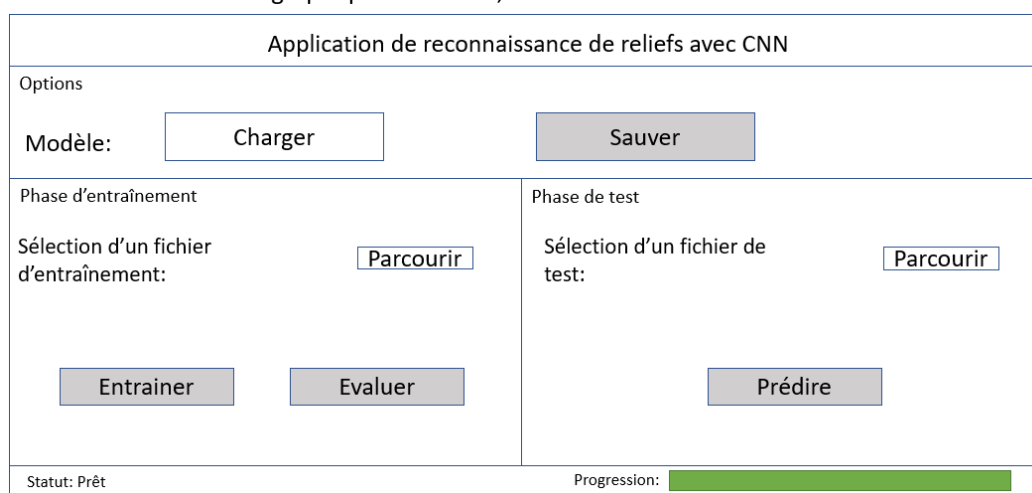 Application de reconnaissance de reliefs avec CNN
Options
Modèle:
Charger
Sauver
Phase d'entraînement
Sélection d'un fichier
d'entraînement:
Parcourir
Entrainer
Evaluer
Phase de test
Sélection d'un fichier de
test:
Parcourir
Prédire
Statut: Prêt
Progression: